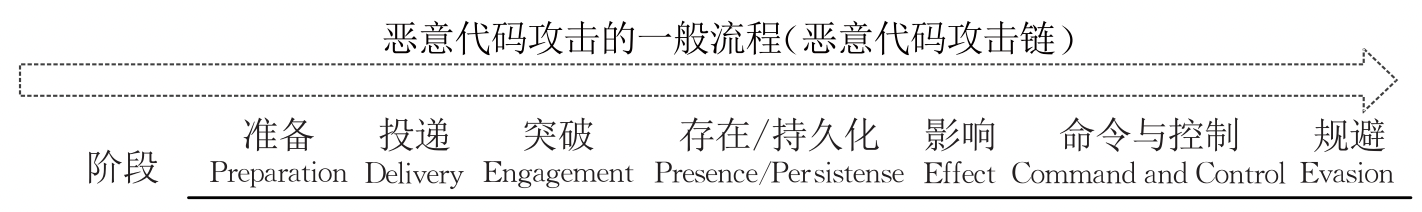 恶意代码攻击的一般流程(恶意代码攻击链)
阶段
准备 投递 突破 存在/持久化 影响 命令与控制 规避
Preparation Delivery Engagement Presence/Persistense Effect Command and Control Evasion